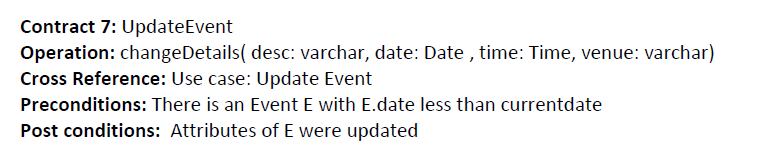 Contract 7: UpdateEvent
Operation: changeDetails( desc: varchar, date: Date , time: Time, venue: varchar)
Cross Reference: Use case: Update Event
Preconditions: There is an Event E with E.date less than currentdate
Post conditions:  Attributes of E were updated